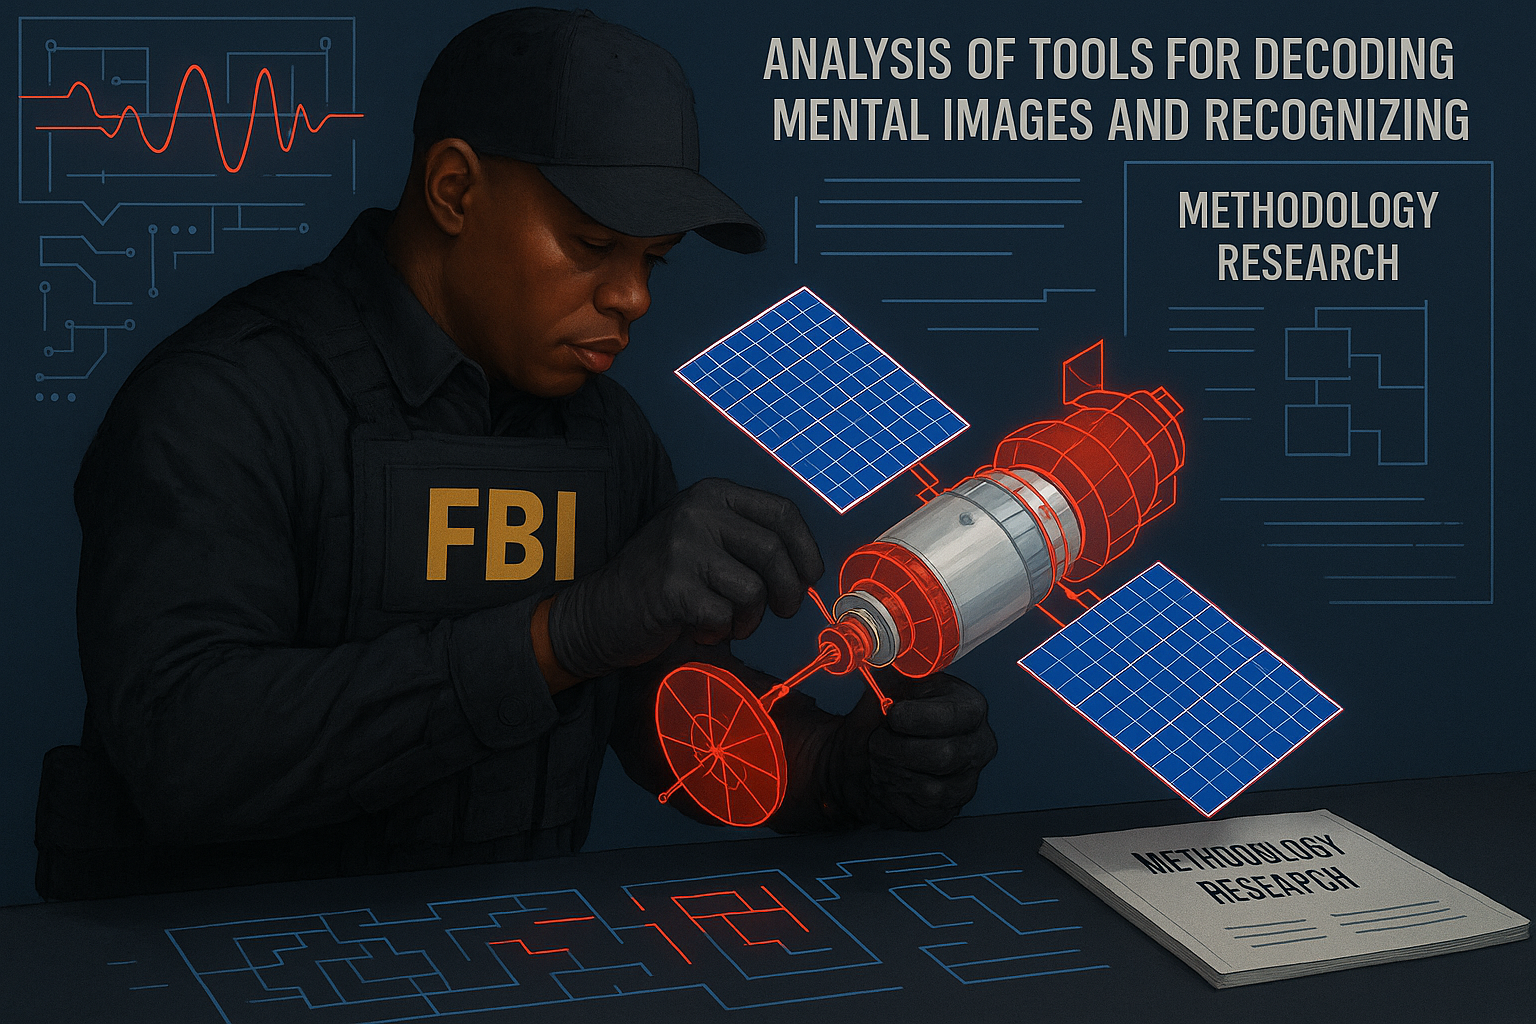 ANALYSIS OF TOOLS FOR DECODING
MENTAL IMAGES AND RECOGNIZING
METHODOLOGY
RESEARCH
FBI
METHODOLOGY
RESEAPCH